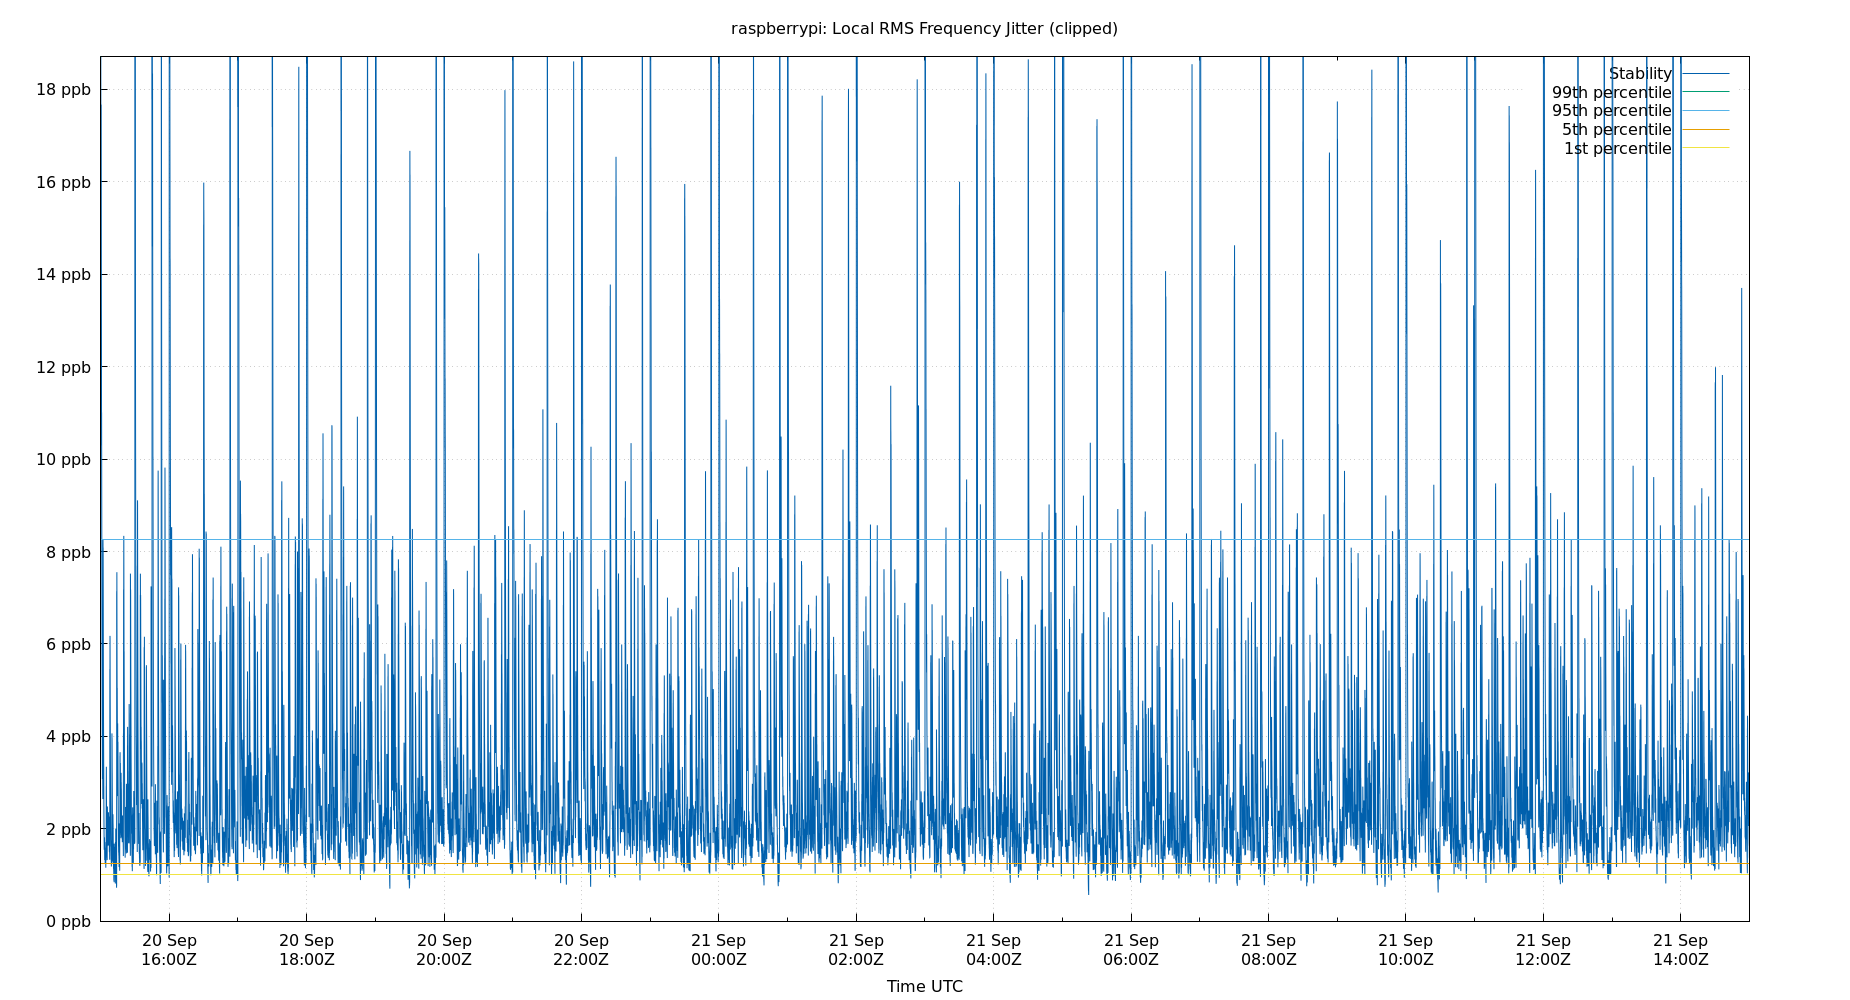 raspberrypi: Local RMS Frequency Jitter (clipped)
Stability
99th percentile
95th percentile
5th percentile
1st percentile
18 ppb
16 ppb
14 ppb
12 ppb
10 ppb
8 ppb
6 ppb
4 ppb
2 ppb
0 ppb
20 Sep 20 Sep 20 Sep 20 Sep 21 Sep 21 Sep 21 Sep 21 Sep 21 Sep 21 Sep 21 Sep 21 Sep
16:00Z 18:00Z 20:00Z 22:00Z 00:00Z 02:00Z 04:00Z 06:00Z 08:00Z 10:00Z 12:00Z 14:00Z
Time UTC